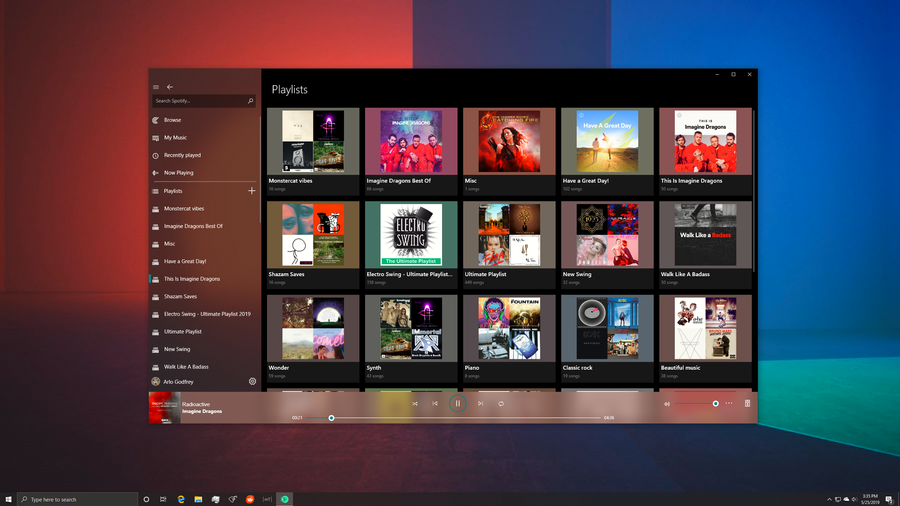 Search Spotify...
Browse
My Music
Recently played
Now Playing
Playlists
Monstercat vibes
Imagine Dragons Best Of
Misc
Have a Great Day!
This Is Imagine Dragons
Shazam Saves
Electro Swing - Ultimate Playlist 2019
Ultimate Playlist
New Swing
Walk Like A Badass
Arlo Godfrey
Playlists
IMAGINE DRAGONS
CATCHING FIRE
Have A Great Day
THIS IS
Imagine Dragons
Monstercat vibes
Imagine Dragons Best Of
Misc
Have a Great Day!
This Is Imagine Dragons
16 songs
66 songs
1 songs
102 songs
50 songs
ELECTRO
SWING
The Ultimate Playlist
Walk Like a Badass
Shazam Saves
Electro Swing - Ultimate Playlist...
Ultimate Playlist
New Swing
Walk Like A Badass
16 songs
158 songs
446 songs
32 songs
50 songs
comet
IMmortal
FOUNTAIN
Wonder
Synth
Piano
Classic rock
Beautiful music
59 songs
43 songs
8 songs
65 songs
38 songs
Radioactive
Imagine Dragons
00:21
Type here to search
3:35 PM
5/25/2019